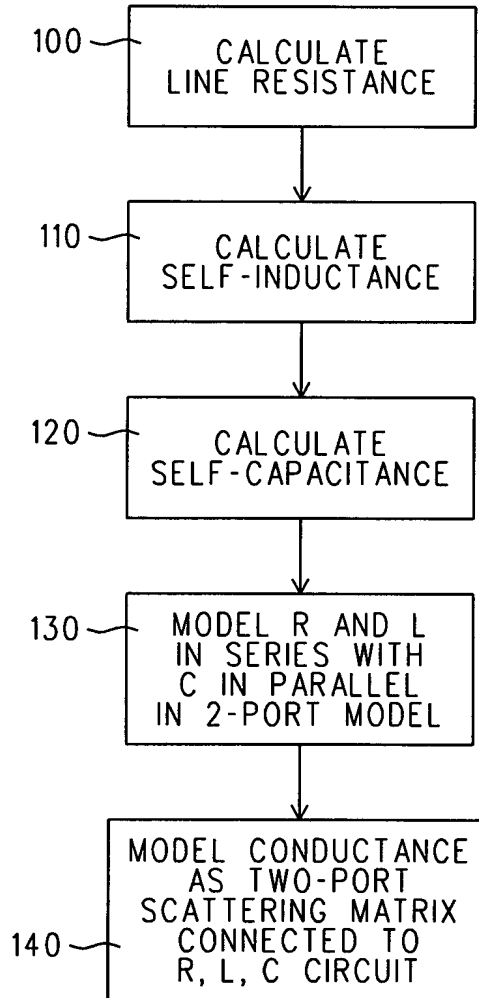 100
CALCULATE
LINE RESISTANCE
110
CALCULATE
SELF-INDUCTANCE
120
CALCULATE
SELF-CAPACITANCE
130
MODEL R AND L
IN SERIES WITH
C IN PARALLEL
IN 2-PORT MODEL
140
MODEL CONDUCTANCE
AS TWO-PORT
SCATTERING MATRIX
CONNECTED TO
R, L, C CIRCUIT